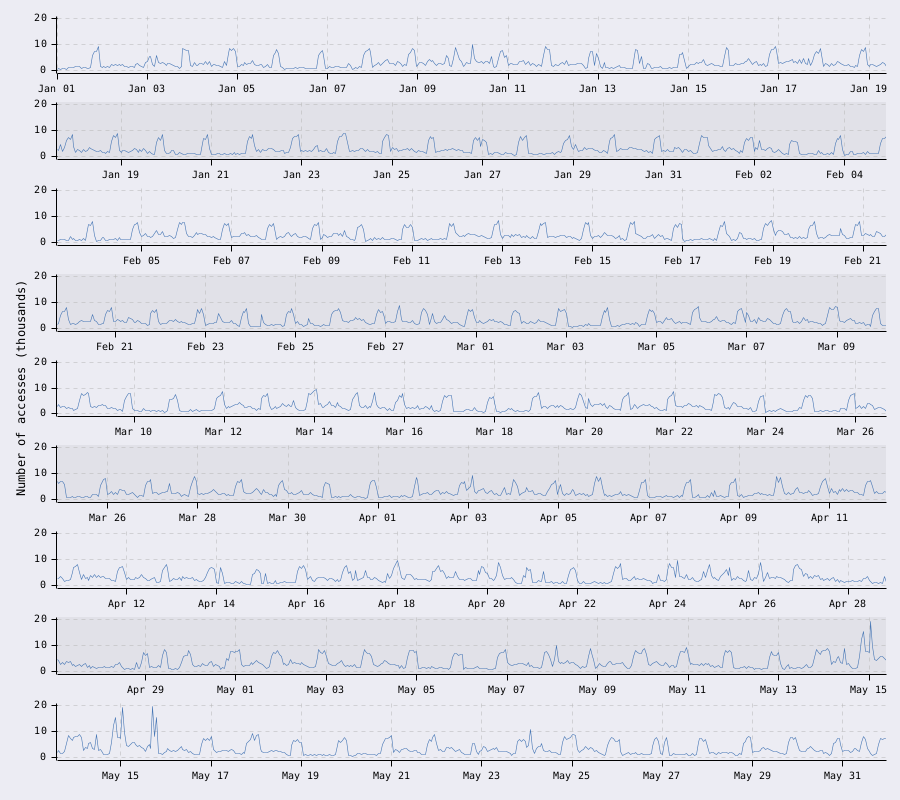 Number of accesses (thousands)
20
10
0
Jan 01 Jan 03 Jan 05 Jan 07 Jan 09 Jan 11 Jan 13 Jan 15 Jan 17 Jan 19
20
10
0
Jan 19 Jan 21 Jan 23 Jan 25 Jan 27 Jan 29 Jan 31 Feb 02 Feb 04
20
10
0
Feb 05 Feb 07 Feb 09 Feb 11 Feb 13 Feb 15 Feb 17 Feb 19 Feb 21
20
10
0
Feb 21 Feb 23 Feb 25 Feb 27 Mar 01 Mar 03 Mar 05 Mar 07 Mar 09
20
10
0
Mar 10 Mar 12 Mar 14 Mar 16 Mar 18 Mar 20 Mar 22 Mar 24 Mar 26
20
10
0
Mar 26 Mar 28 Mar 30 Apr 01 Apr 03 Apr 05 Apr 07 Apr 09 Apr 11
20
10
0
Apr 12 Apr 14 Apr 16 Apr 18 Apr 20 Apr 22 Apr 24 Apr 26 Apr 28
20
10
0
Apr 29 May 01 May 03 May 05 May 07 May 09 May 11 May 13 May 15
20
10
0
May 15 May 17 May 19 May 21 May 23 May 25 May 27 May 29 May 31